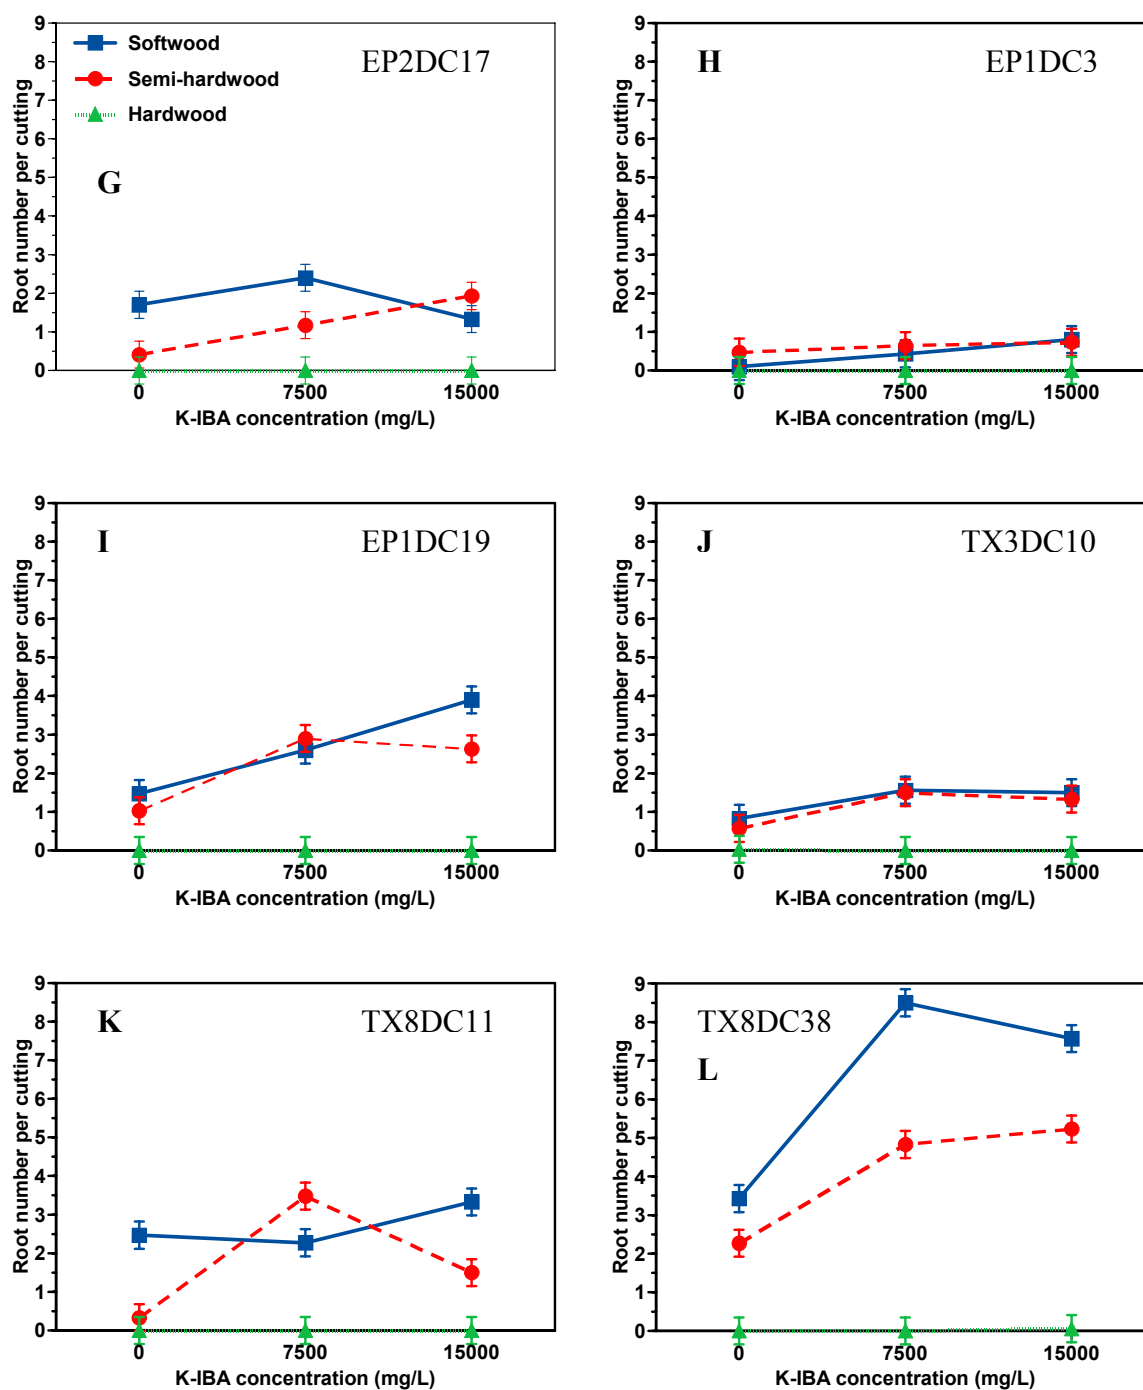 9
8
7
6
5
4
3
2
1
0
Root number per cutting
Softwood
Semi-hardwood
Hardwood
EP2DC17
G
0 7500 15000
K-IBA concentration (mg/L)
9
8
7
6
5
4
3
2
1
0
Root number per cutting
H EP1DC3
0 7500 15000
K-IBA concentration (mg/L)
9
8
7
6
5
4
3
2
1
0
Root number per cutting
I EP1DC19
0 7500 15000
K-IBA concentration (mg/L)
9
8
7
6
5
4
3
2
1
0
Root number per cutting
J TX3DC10
0 7500 15000
K-IBA concentration (mg/L)
9
8
7
6
5
4
3
2
1
0
Root number per cutting
K TX8DC11
0 7500 15000
K-IBA concentration (mg/L)
9
8
7
6
5
4
3
2
1
0
Root number per cutting
TX8DC38
L
0 7500 15000
K-IBA concentration (mg/L)